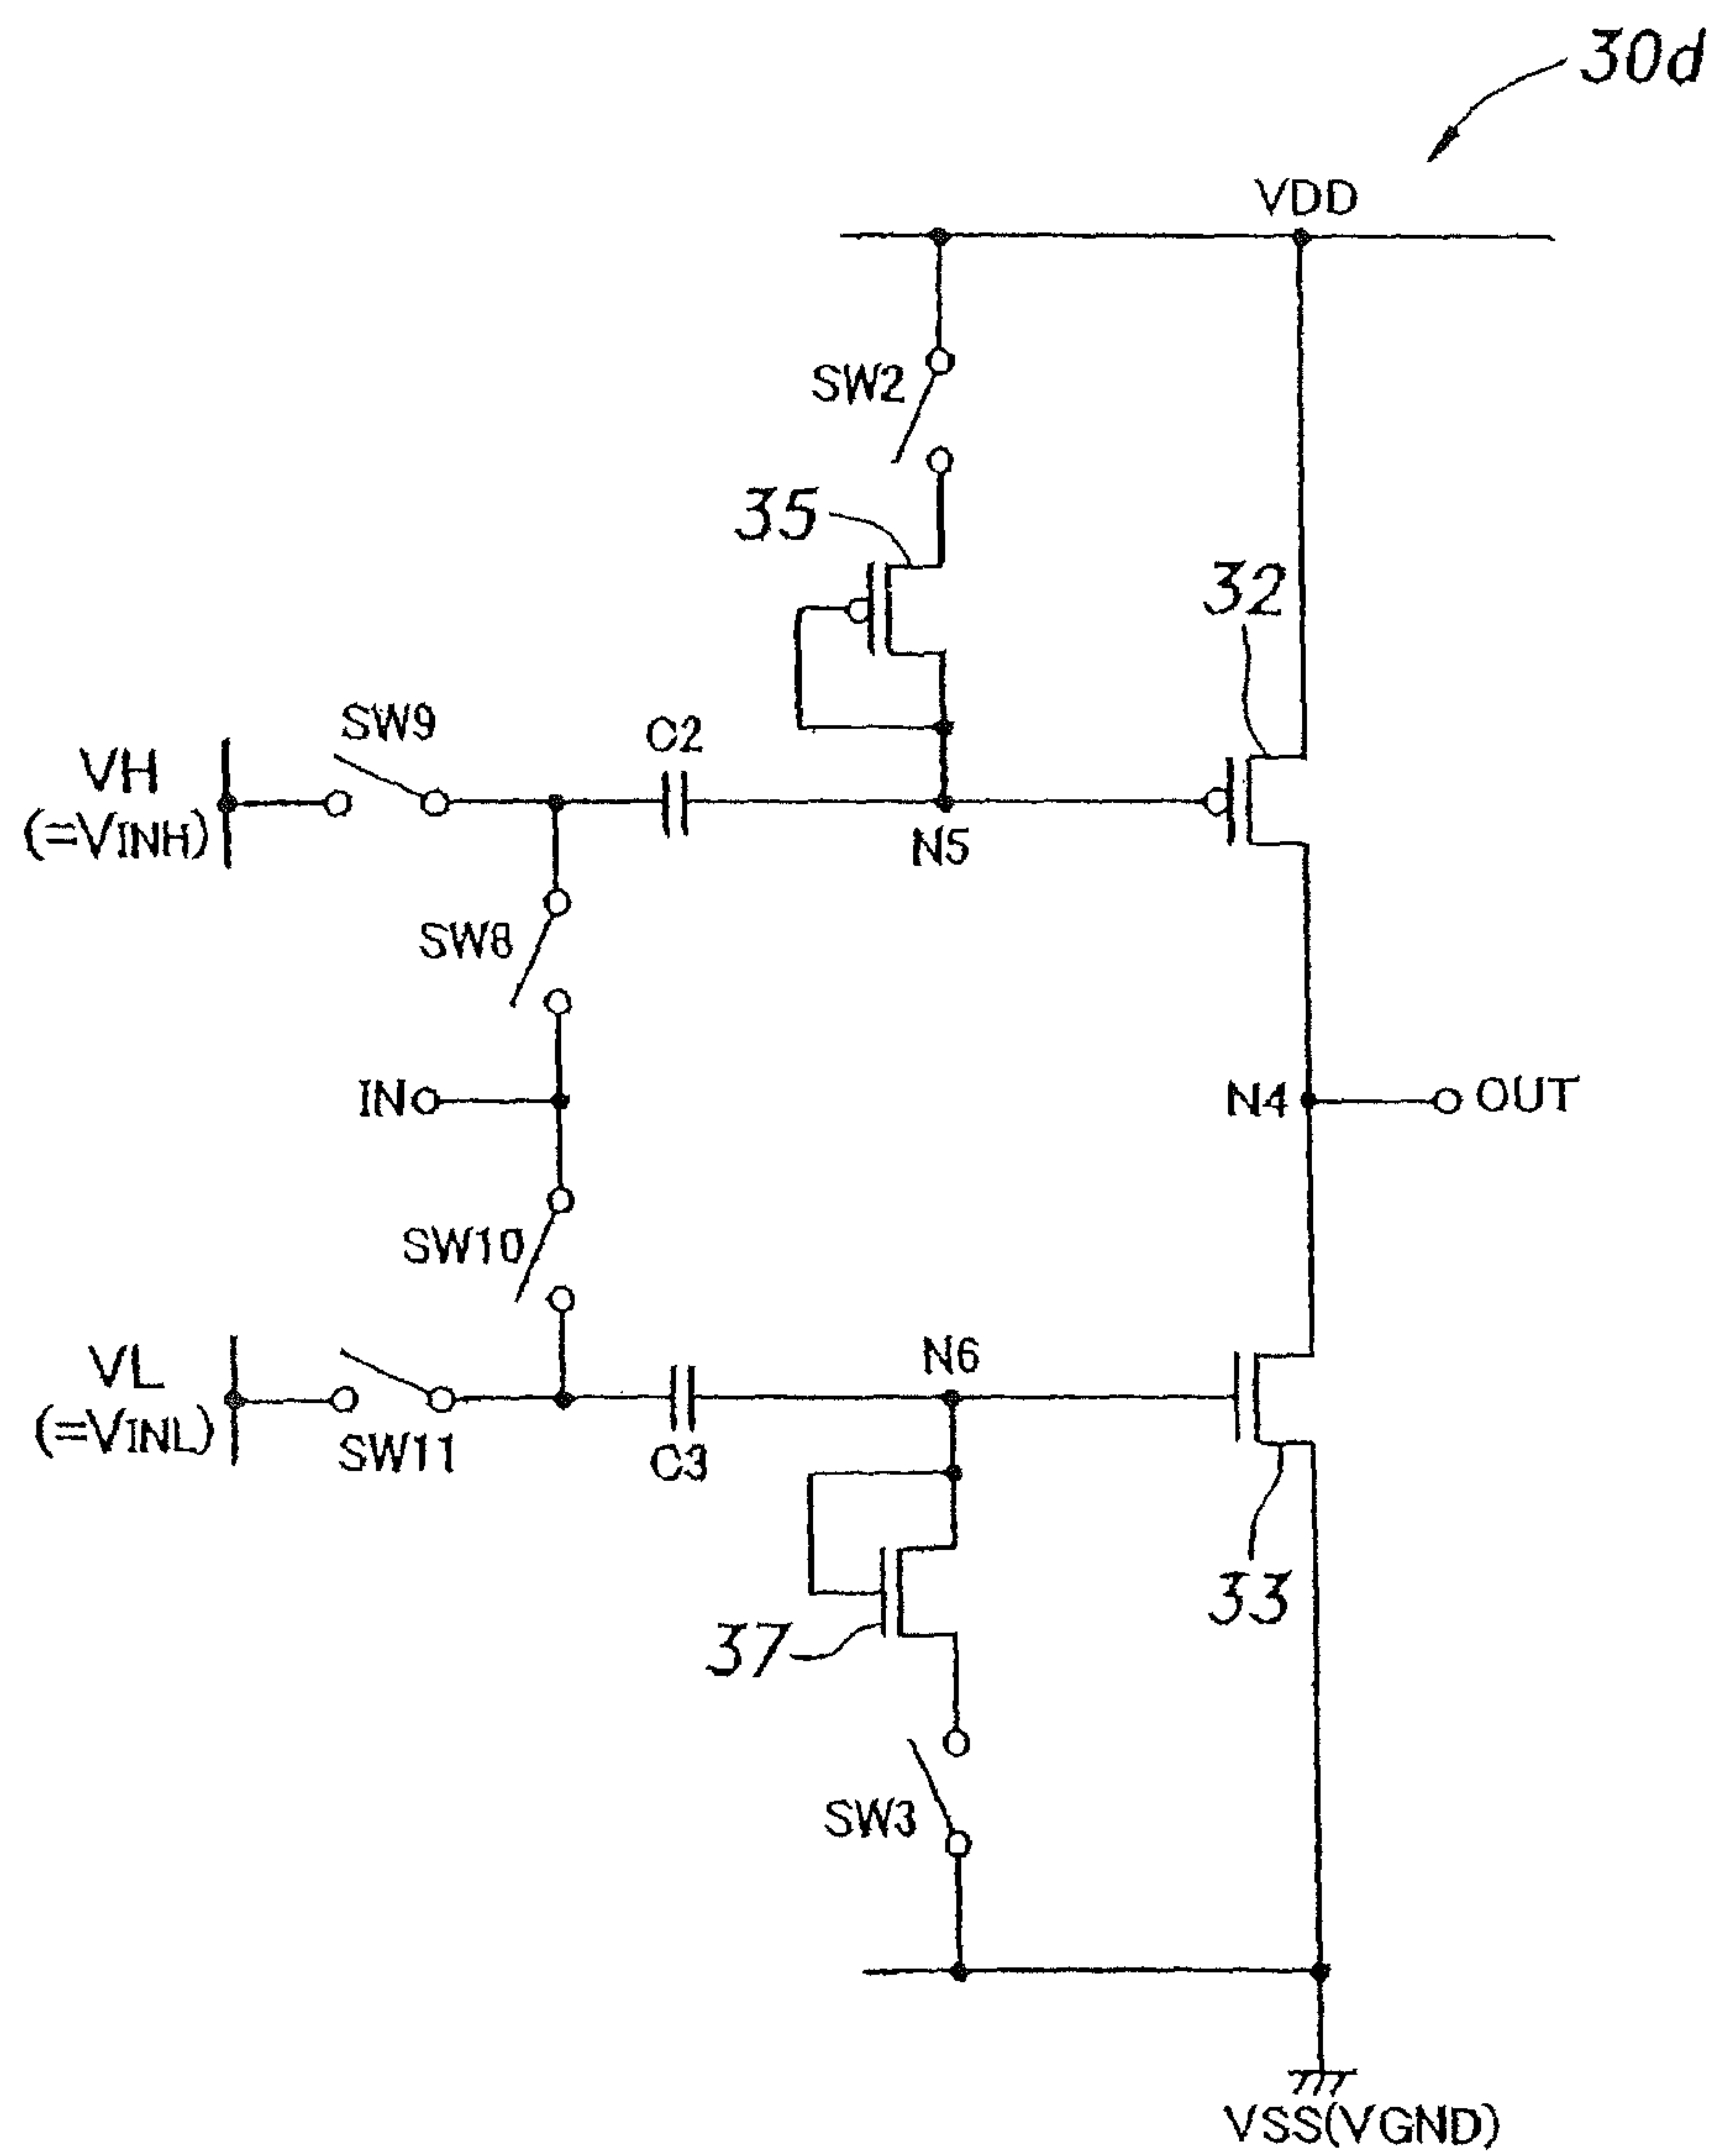 30d
VDD
SW2
35
32
SW9
C2
VH
(=VINH)
N5
SW8
IN
N4
OUT
SW10
VL
(=VINL)
N6
SW11
C3
33
37
SW3
VSS(VGND)